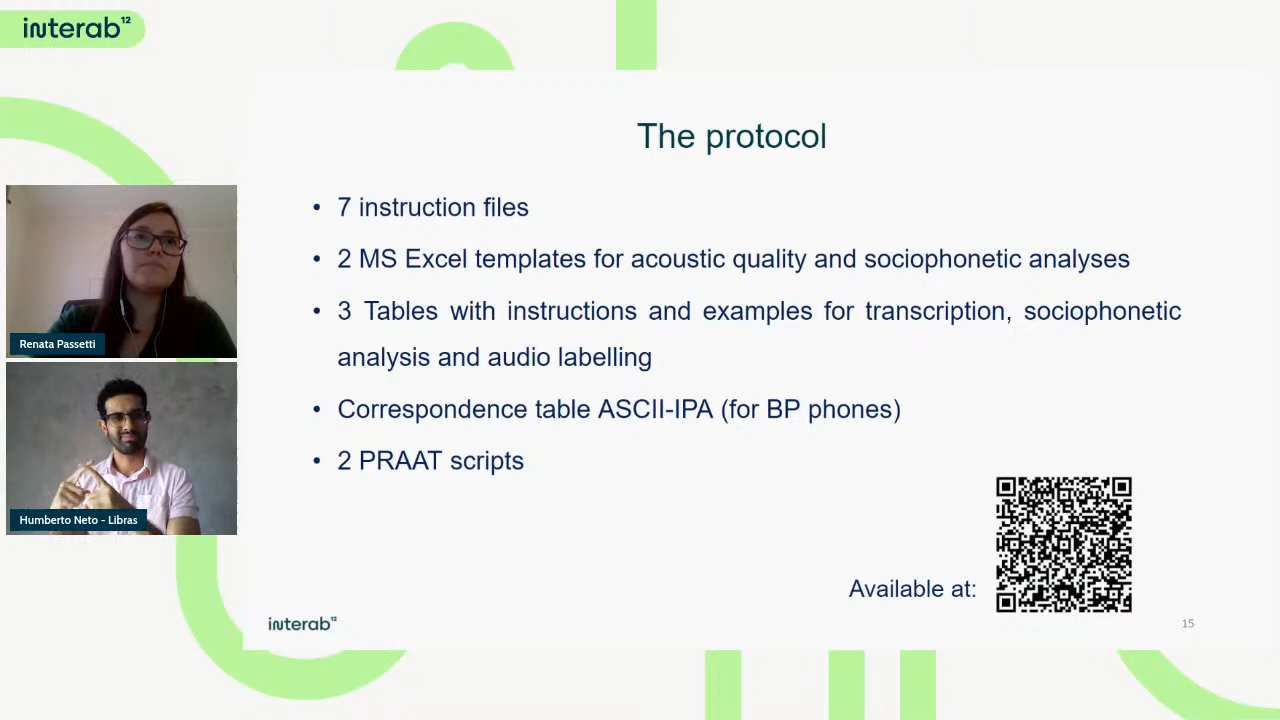 interab¹²
The protocol
• 7 instruction files
• 2 MS Excel templates for acoustic quality and sociophonetic analyses
• 3 Tables with instructions and examples for transcription, sociophonetic
analysis and audio labelling
• Correspondence table ASCII-IPA (for BP phones)
• 2 PRAAT scripts
Renata Passetti
Humberto Neto - Libras
Available at:
interab¹²
15